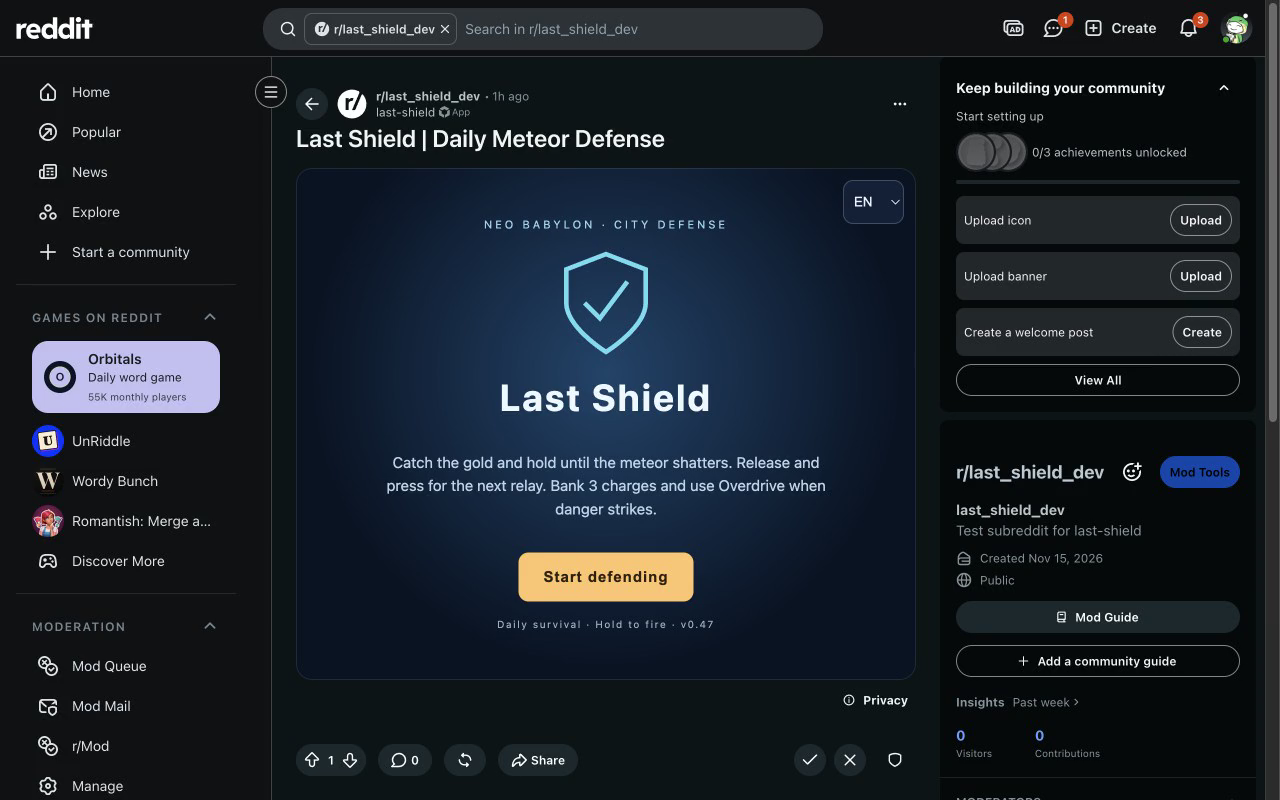 reddit
r/last_shield_dev
Search in r/last_shield_dev
AD
1
Create
3
Home
Popular
News
Explore
Start a community
GAMES ON REDDIT
O
Orbitals
Daily word game
55K monthly players
U
UnRiddle
W
Wordy Bunch
Romantish: Merge a...
Discover More
MODERATION
Mod Queue
Mod Mail
r/Mod
Manage
r/
r/last_shield_dev • 1h ago
last-shield App
Last Shield | Daily Meteor Defense
EN
NEO BABYLON · CITY DEFENSE
Last Shield
Catch the gold and hold until the meteor shatters. Release and
press for the next relay. Bank 3 charges and use Overdrive when
danger strikes.
Start defending
Daily survival · Hold to fire · v0.47
Privacy
1
0
Share
Keep building your community
Start setting up
0/3 achievements unlocked
Upload icon
Upload
Upload banner
Upload
Create a welcome post
Create
View All
r/last_shield_dev
Mod Tools
last_shield_dev
Test subreddit for last-shield
Created Nov 15, 2026
Public
Mod Guide
Add a community guide
Insights Past week
0
Visitors
0
Contributions
MODERATORS